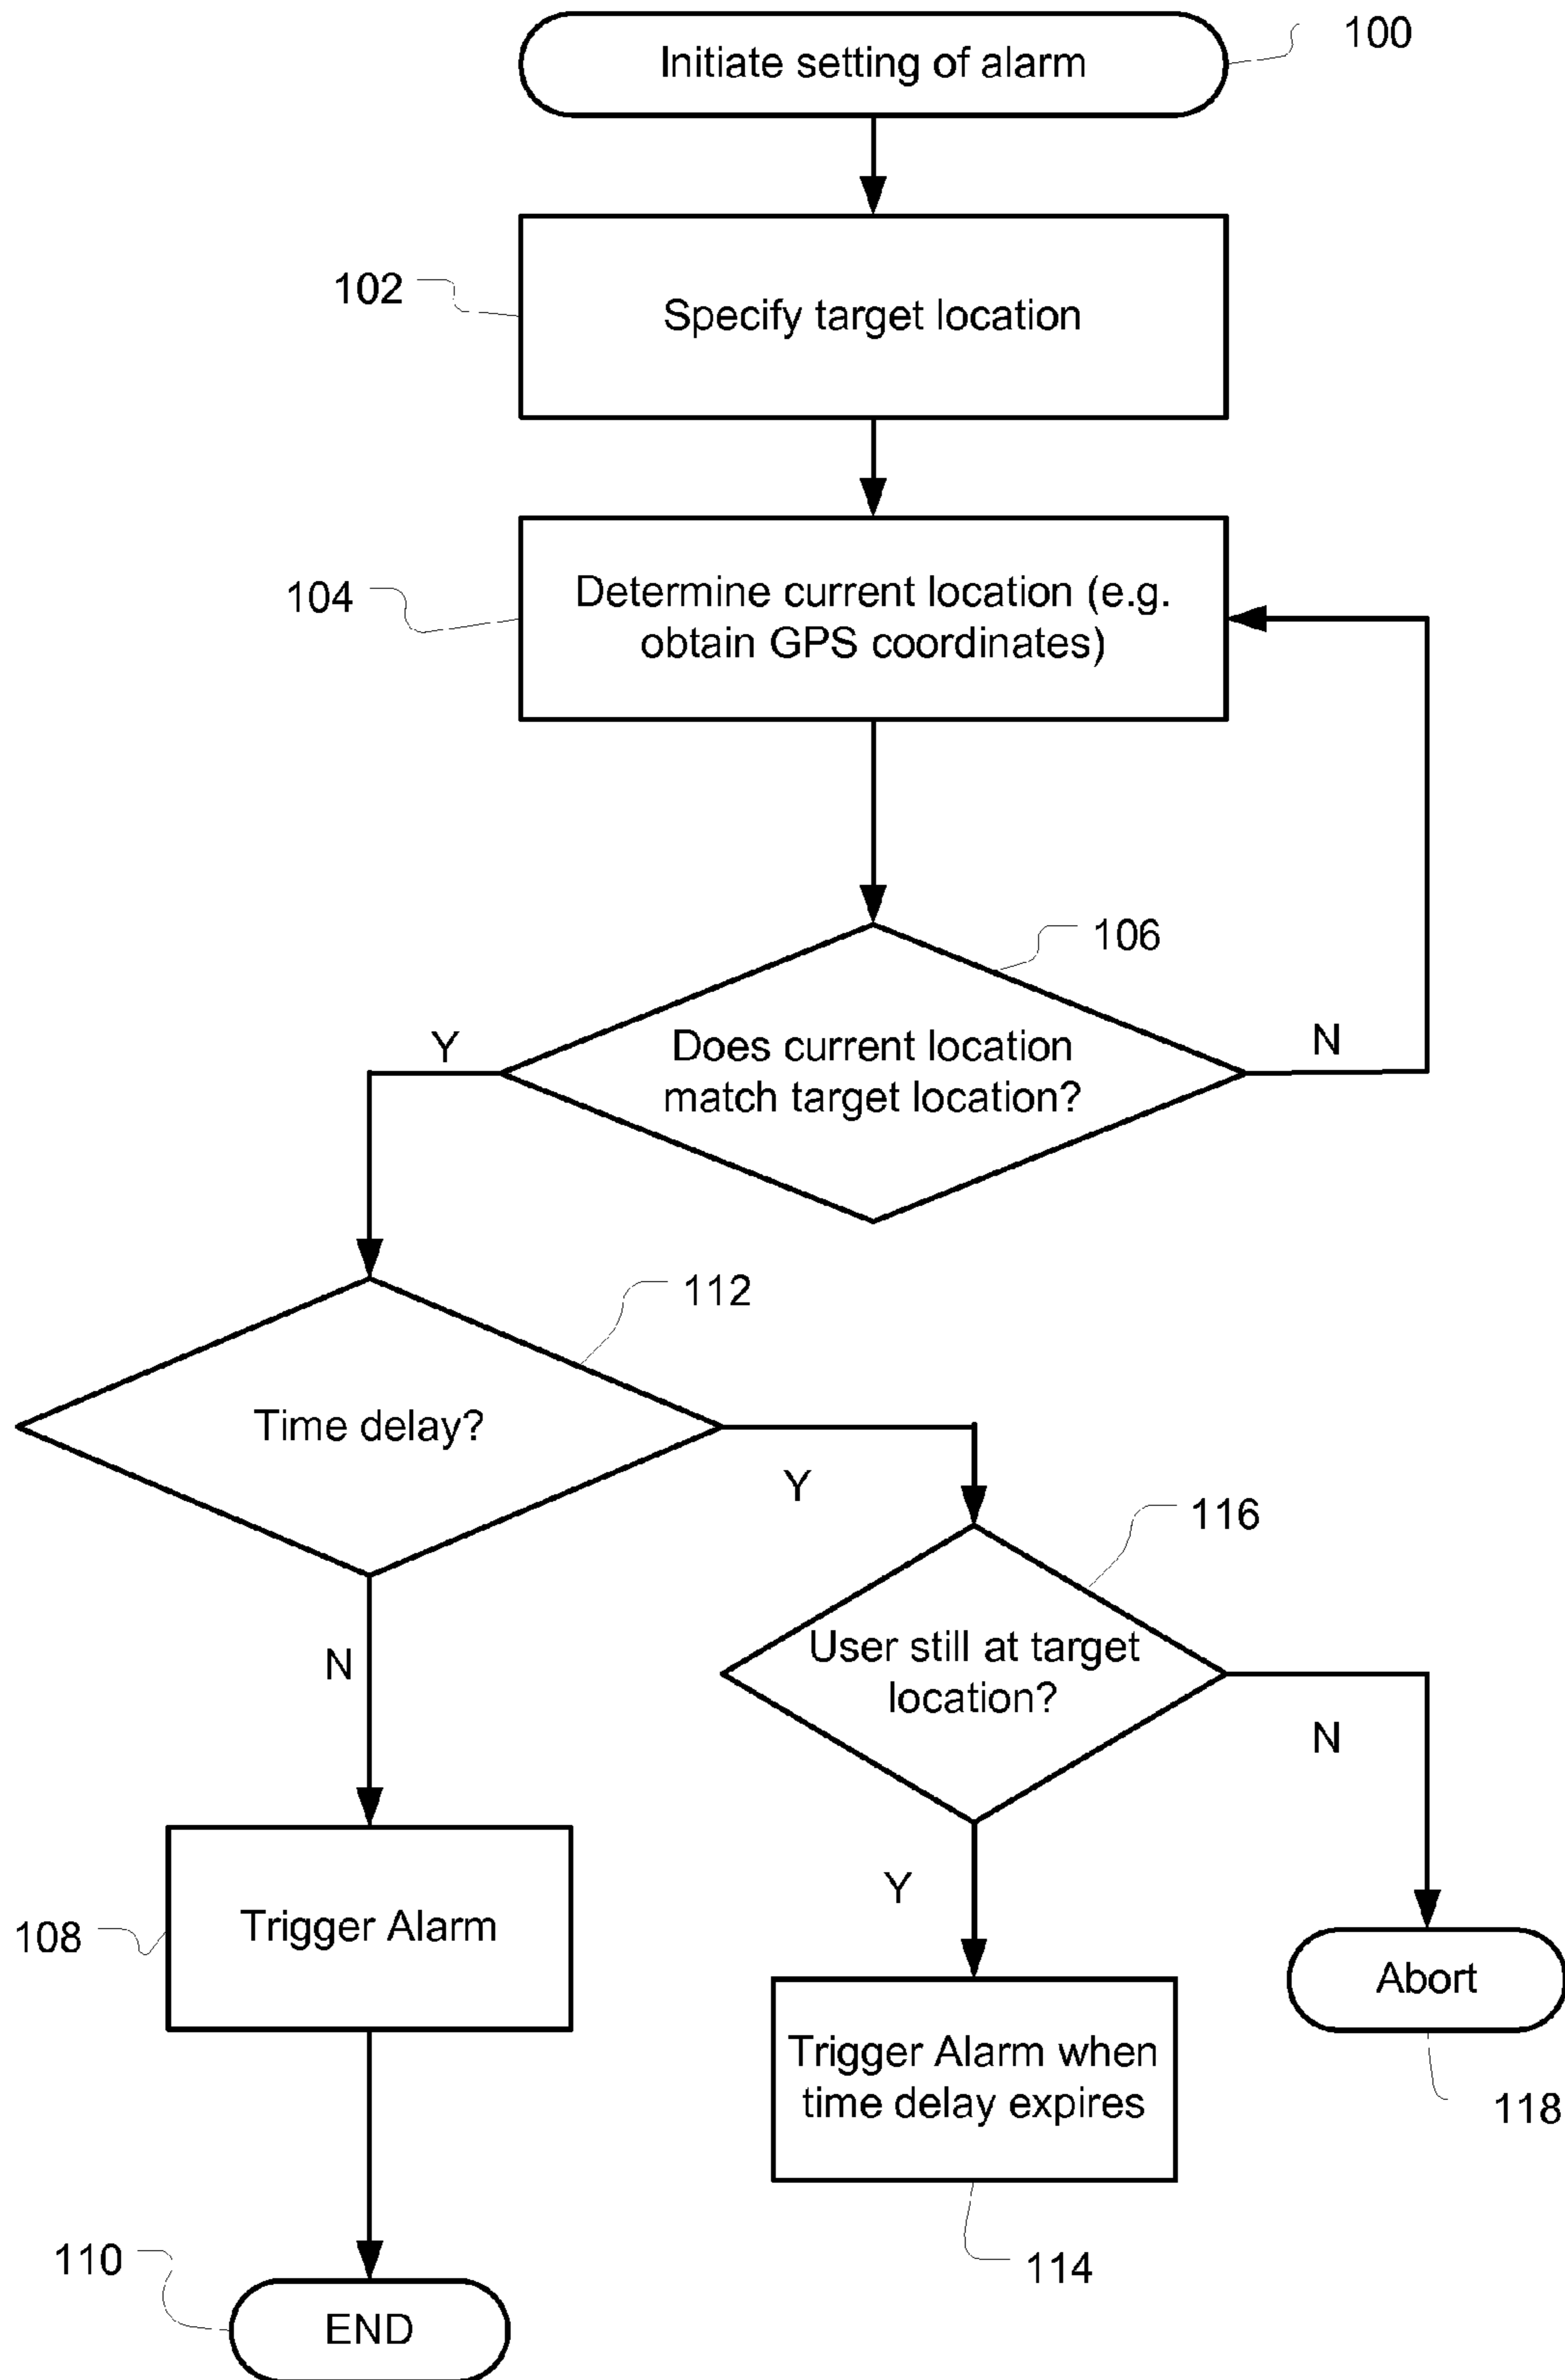 Initiate setting of alarm
100
102
Specify target location
104
Determine current location (e.g.
obtain GPS coordinates)
106
Does current location
match target location?
Y
N
112
Time delay?
Y
N
116
User still at target
location?
N
Y
108
Trigger Alarm
Abort
118
Trigger Alarm when
time delay expires
114
110
END